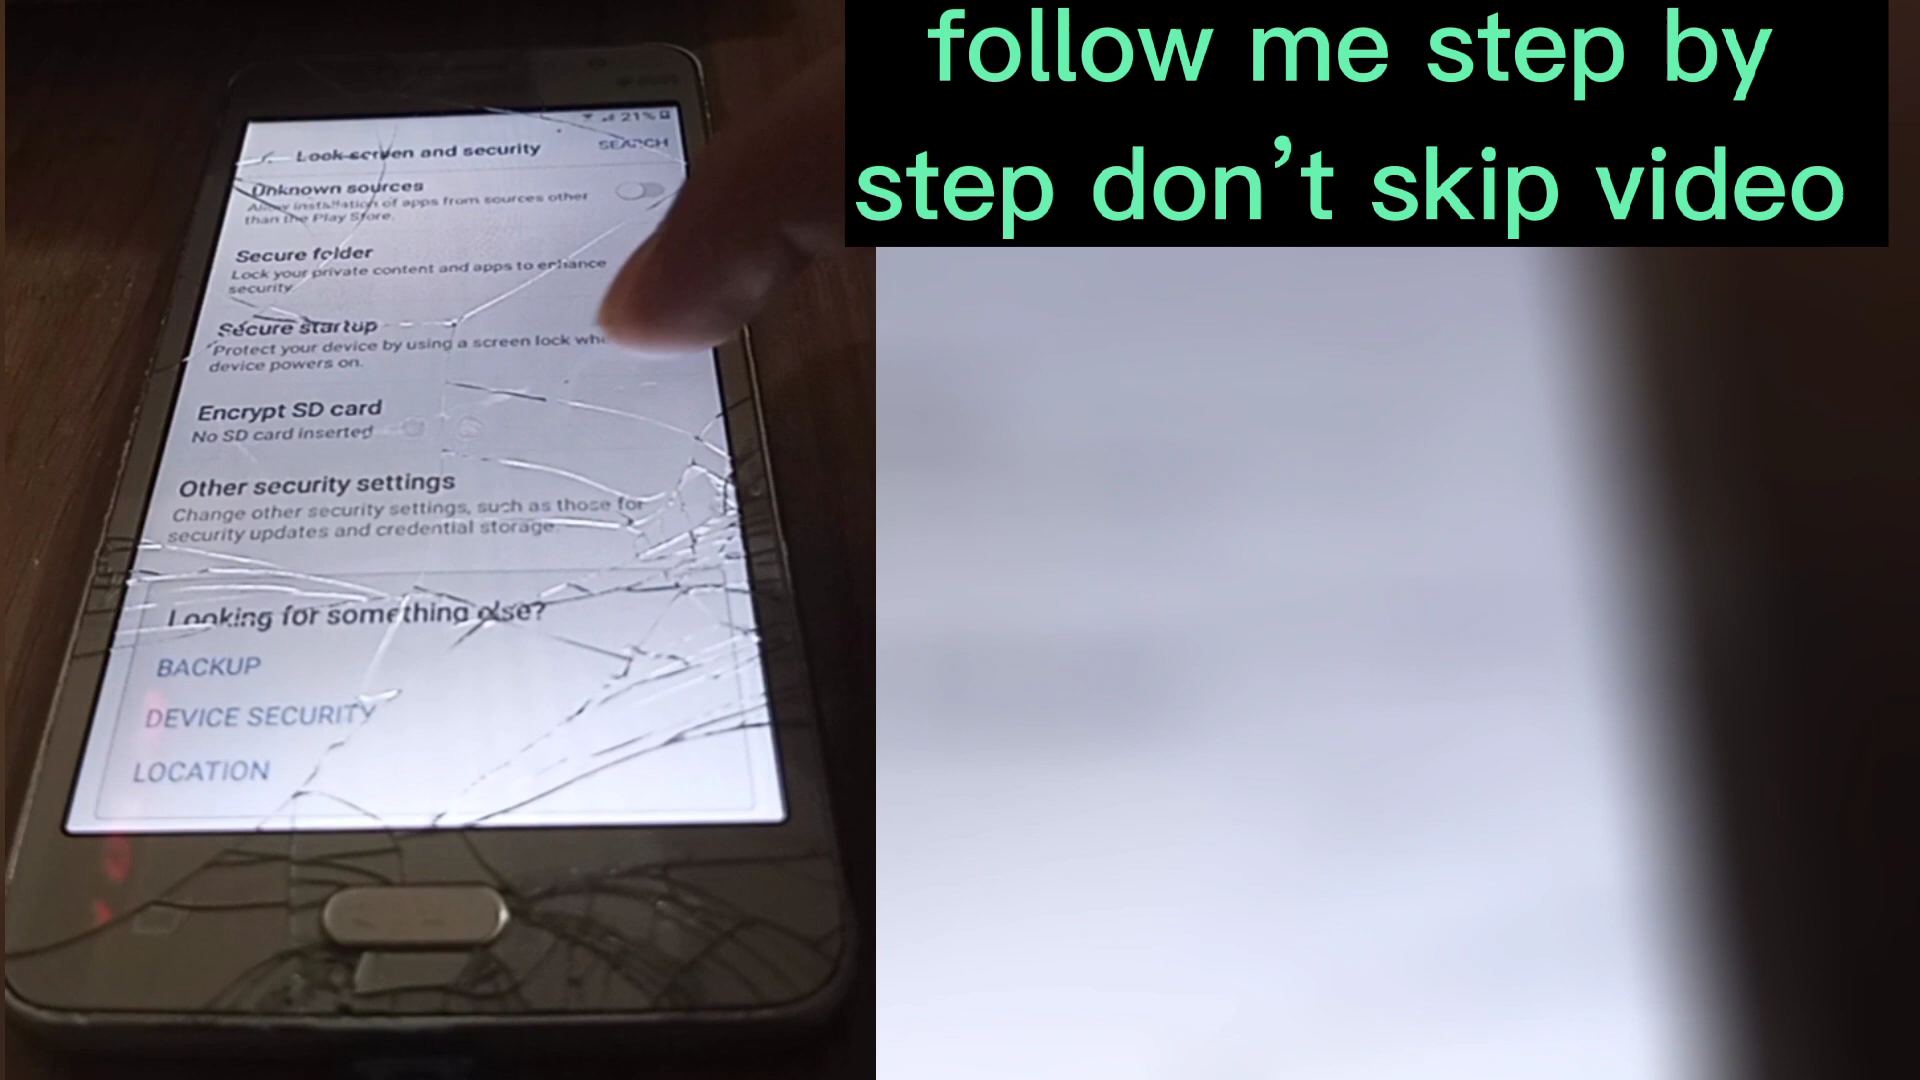 follow me step by
step don't skip video
21%
Lock screen and security
SEARCH
Unknown sources
Allow installation of apps from sources other
than the Play Store.
Secure folder
Lock your private content and apps to enhance
security
Secure startup
Protect your device by using a screen lock
device powers on.
Encrypt SD card
No SD card inserted
Other security settings
Change other security settings, such as those for
security updates and credential storage.
Looking for something else?
BACKUP
DEVICE SECURITY
LOCATION